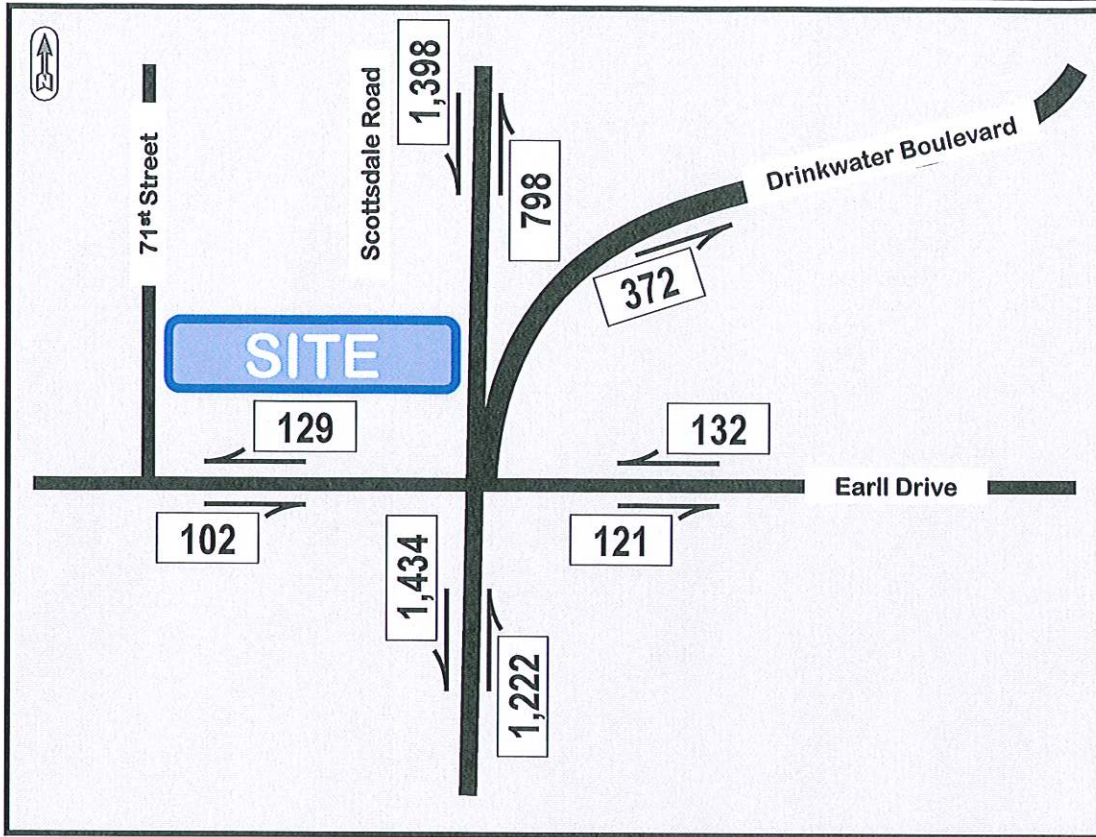 N
71st Street
Scottsdale Road
1,398
798
Drinkwater Boulevard
372
SITE
129
132
Earll Drive
102
121
1,434
1,222